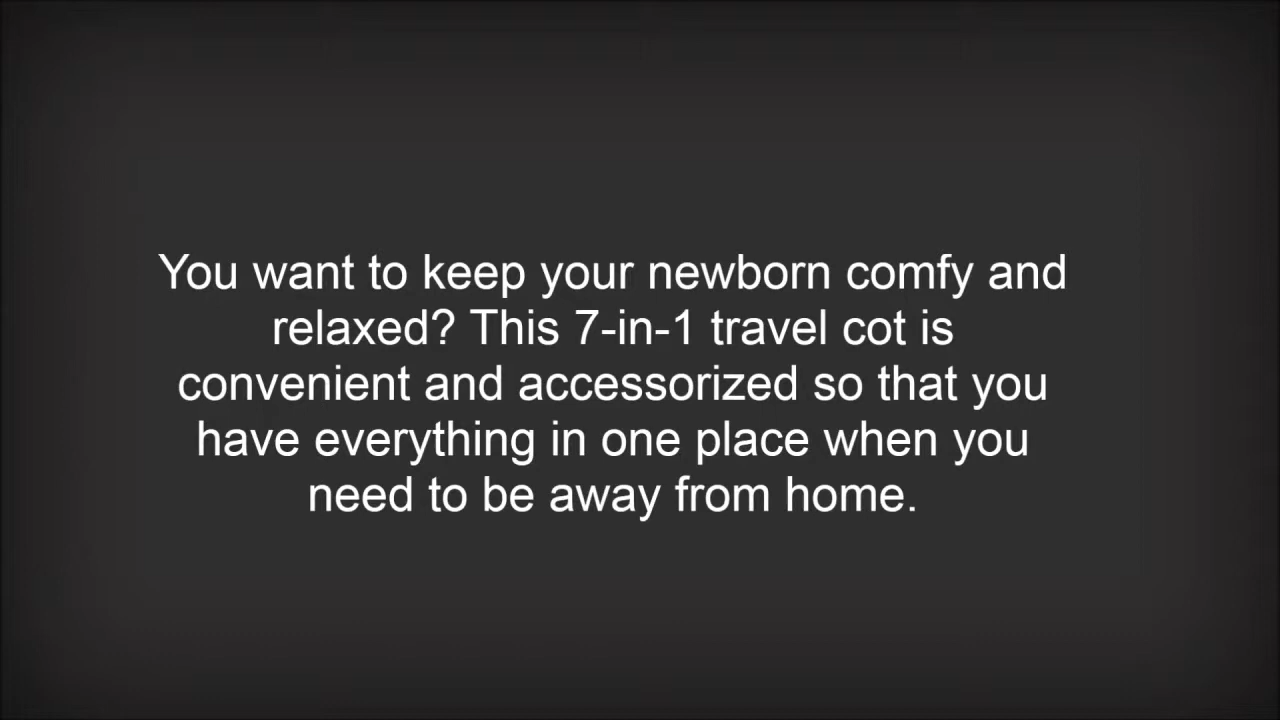 You want to keep your newborn comfy and
relaxed? This 7-in-1 travel cot is
convenient and accessorized so that you
have everything in one place when you
need to be away from home.